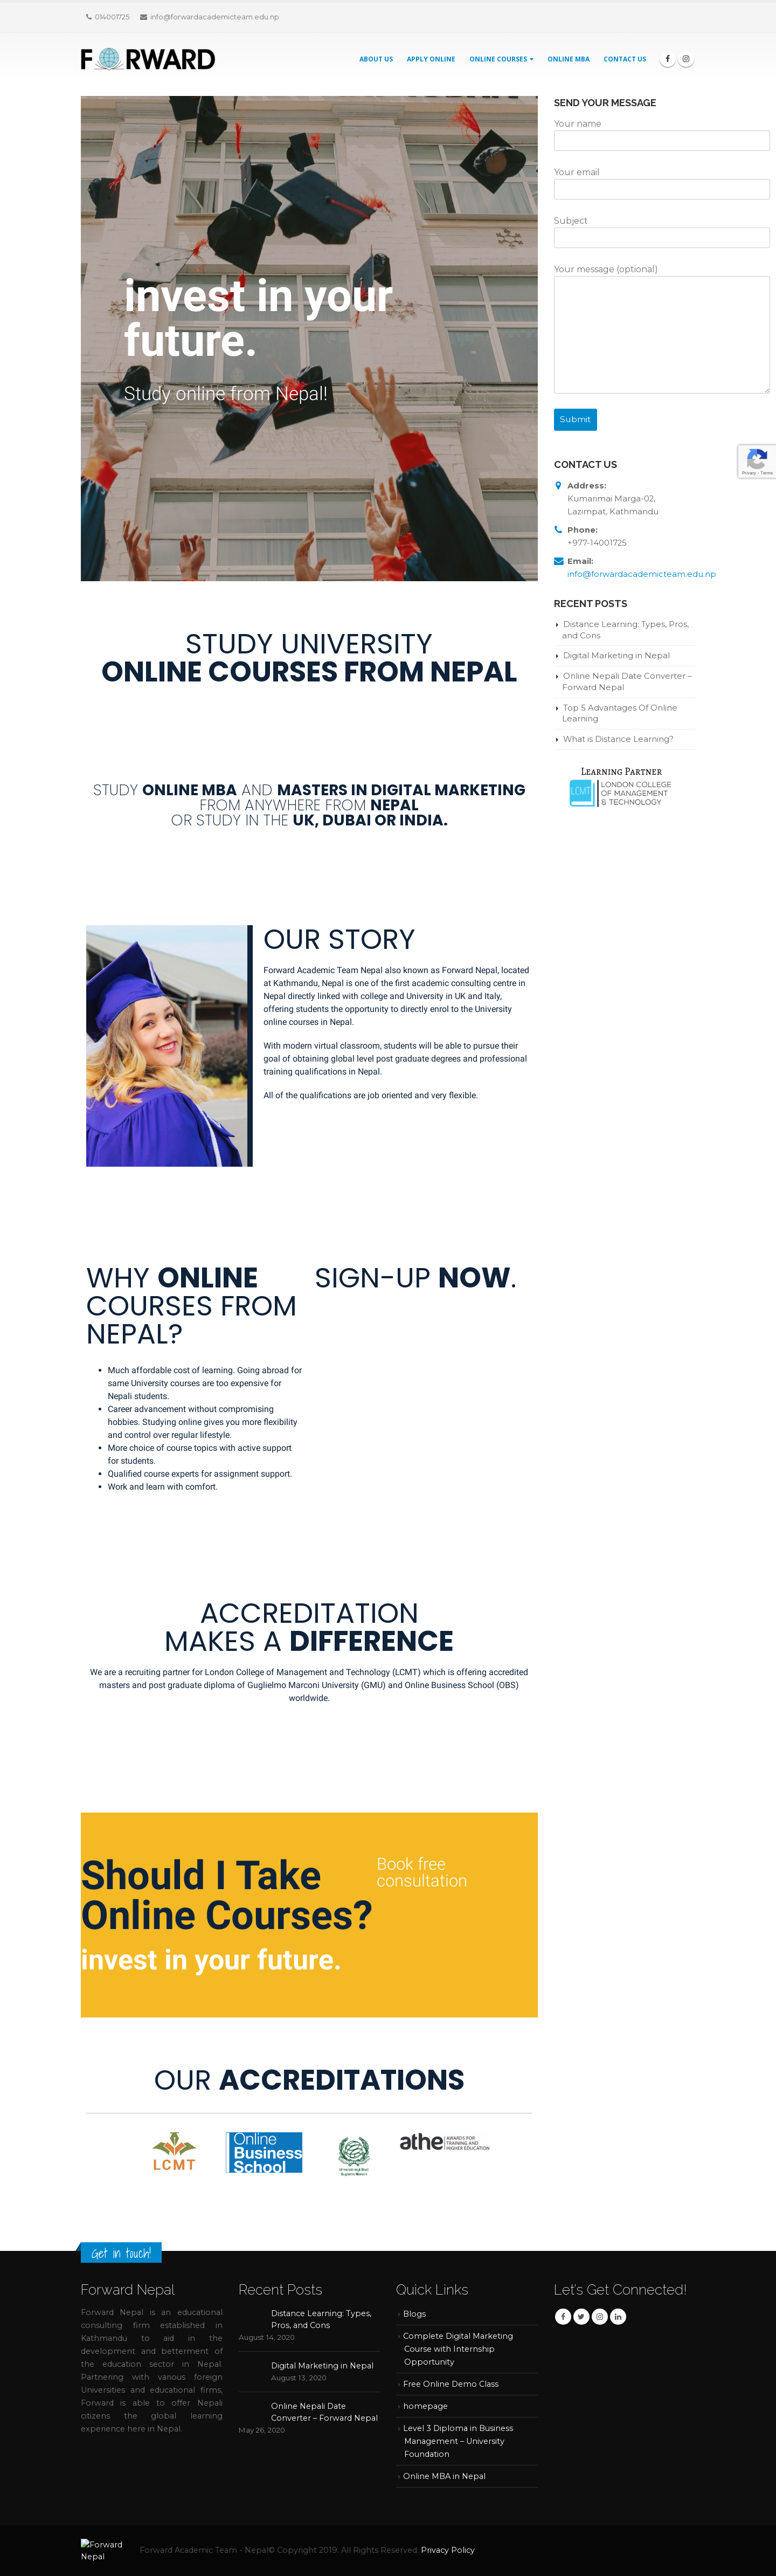 014001725 info@forwardacademicteam.edu.np
FORWARD
ABOUT US APPLY ONLINE ONLINE COURSES ONLINE MBA CONTACT US
invest in your
future.
Study online from Nepal!
STUDY UNIVERSITY
ONLINE COURSES FROM NEPAL
STUDY ONLINE MBA AND MASTERS IN DIGITAL MARKETING
FROM ANYWHERE FROM NEPAL
OR STUDY IN THE UK, DUBAI OR INDIA.
OUR STORY
Forward Academic Team Nepal also known as Forward Nepal, located
at Kathmandu, Nepal is one of the first academic consulting centre in
Nepal directly linked with college and University in UK and Italy,
offering students the opportunity to directly enrol to the University
online courses in Nepal.
With modern virtual classroom, students will be able to pursue their
goal of obtaining global level post graduate degrees and professional
training qualifications in Nepal.
All of the qualifications are job oriented and very flexible.
WHY ONLINE
COURSES FROM
NEPAL?
• Much affordable cost of learning. Going abroad for
same University courses are too expensive for
Nepali students.
• Career advancement without compromising
hobbies. Studying online gives you more flexibility
and control over regular lifestyle.
• More choice of course topics with active support
for students.
• Qualified course experts for assignment support.
• Work and learn with comfort.
SIGN-UP NOW.
ACCREDITATION
MAKES A DIFFERENCE
We are a recruiting partner for London College of Management and Technology (LCMT) which is offering accredited
masters and post graduate diploma of Guglielmo Marconi University (GMU) and Online Business School (OBS)
worldwide.
Should I Take
Online Courses?
invest in your future.
Book free
consultation
OUR ACCREDITATIONS
LCMT
Online
Business
School
athe AWARDS FOR
TRAINING AND
HIGHER EDUCATION
SEND YOUR MESSAGE
Your name
Your email
Subject
Your message (optional)
Submit
Privacy - Terms
CONTACT US
Address:
Kumarimai Marga-02,
Lazimpat, Kathmandu
Phone:
+977-14001725
Email:
info@forwardacademicteam.edu.np
RECENT POSTS
Distance Learning: Types, Pros,
and Cons
Digital Marketing in Nepal
Online Nepali Date Converter –
Forward Nepal
Top 5 Advantages Of Online
Learning
What is Distance Learning?
Learning Partner
LCMT
LONDON COLLEGE
OF MANAGEMENT
& TECHNOLOGY
Get in touch!
Forward Nepal
Forward Nepal is an educational
consulting firm established in
Kathmandu to aid in the
development and betterment of
the education sector in Nepal.
Partnering with various foreign
Universities and educational firms,
Forward is able to offer Nepali
citizens the global learning
experience here in Nepal.
Recent Posts
Distance Learning: Types,
Pros, and Cons
August 14, 2020
Digital Marketing in Nepal
August 13, 2020
Online Nepali Date
Converter – Forward Nepal
May 26, 2020
Quick Links
Blogs
Complete Digital Marketing
Course with Internship
Opportunity
Free Online Demo Class
homepage
Level 3 Diploma in Business
Management – University
Foundation
Online MBA in Nepal
Let's Get Connected!
Forward
Nepal
Forward Academic Team - Nepal© Copyright 2019. All Rights Reserved. Privacy Policy